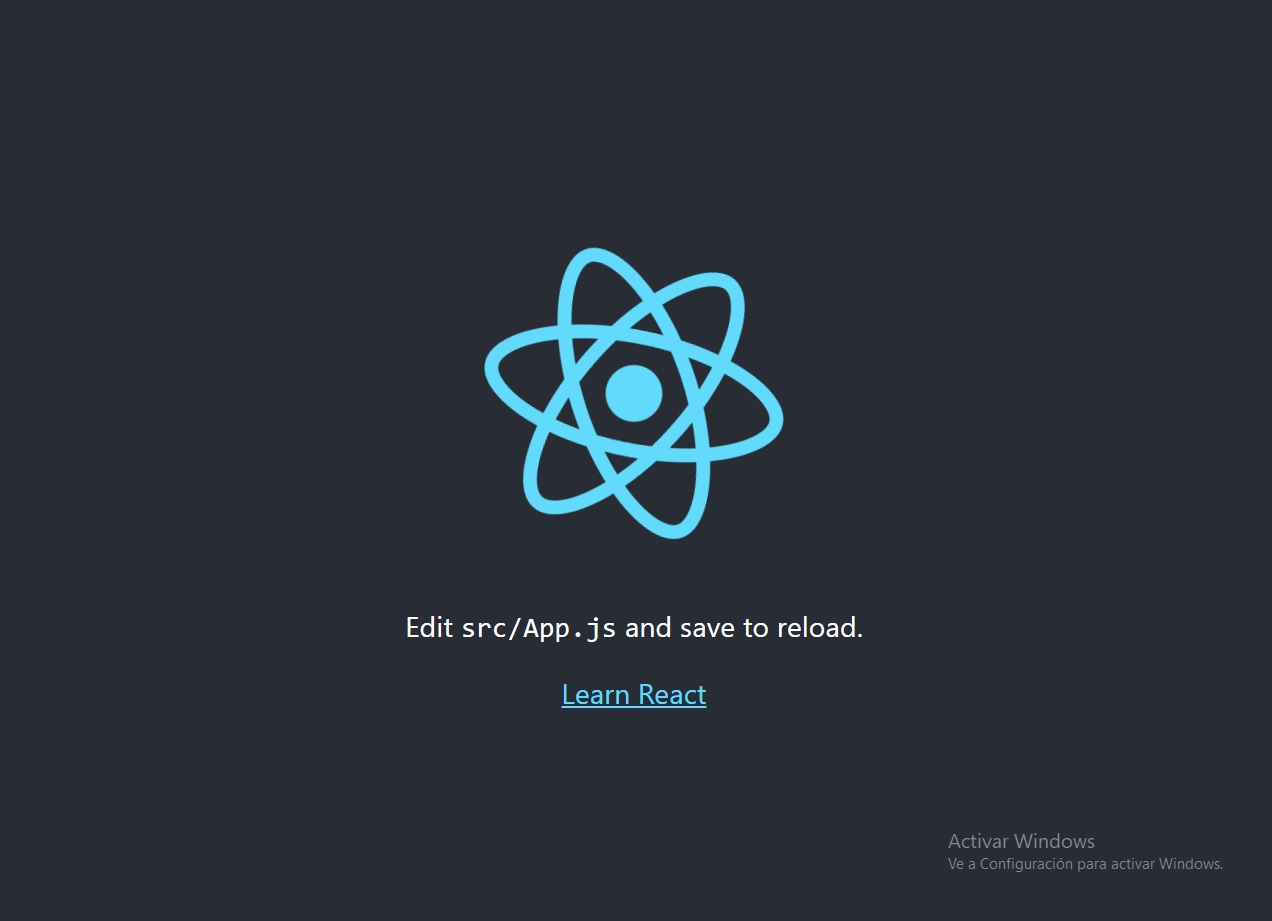 Edit src/App.js and save to reload.
Learn React
Activar Windows
Ve a Configuración para activar Windows.